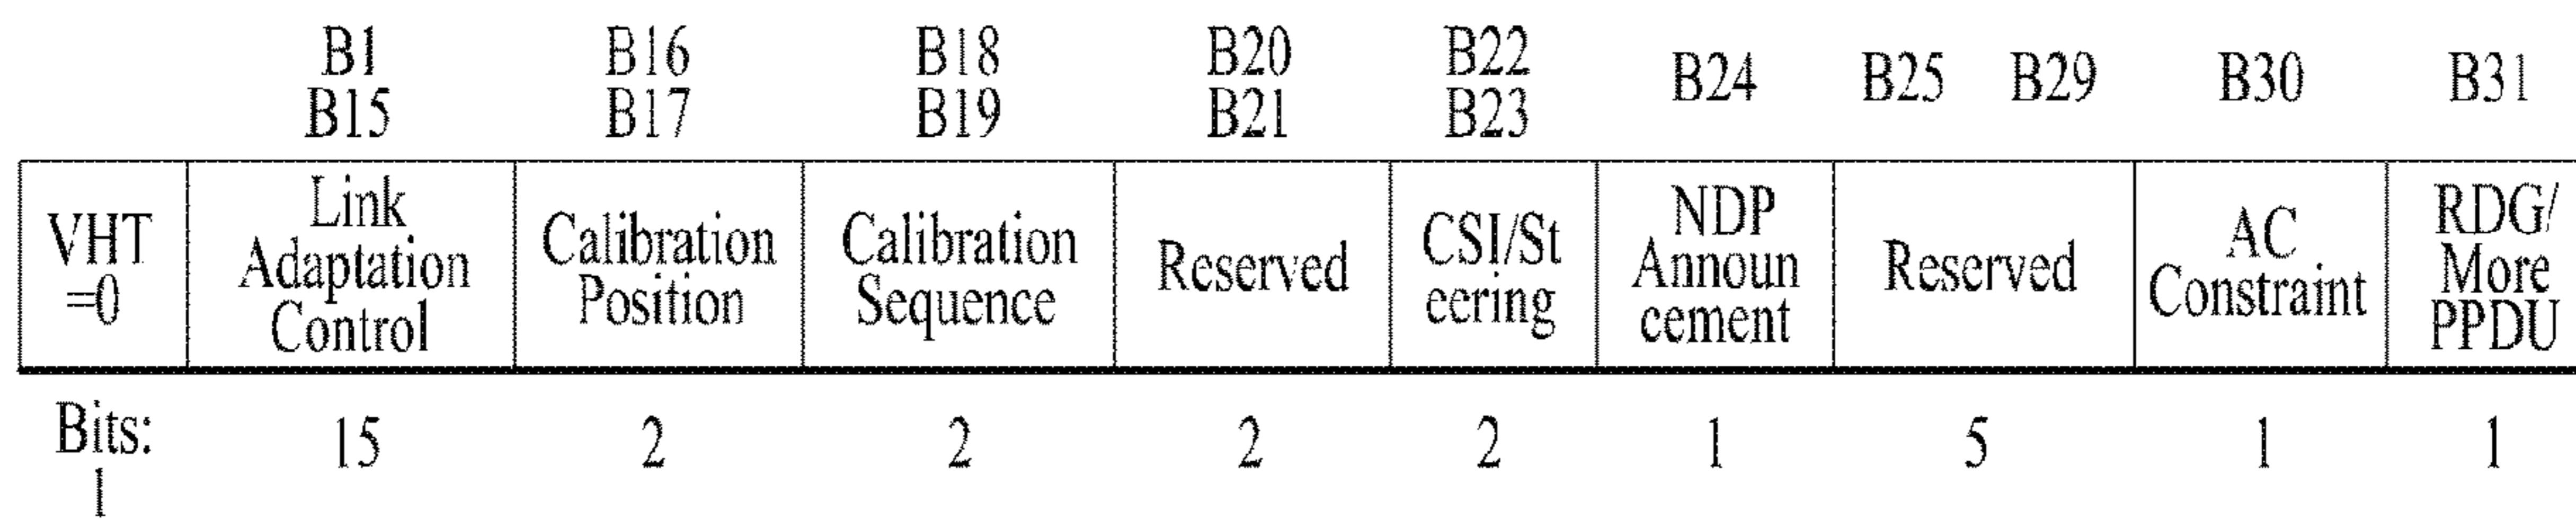 B1 B16 B18 B20 B22 B24 B25 B29 B30 B31
B15 B17 B19 B21 B23
VHT
=0
Link
Adaptation
Control
Calibration
Position
Calibration
Sequence
Reserved
CSI/St
eering
NDP
Announ
cement
Reserved
AC
Constraint
RDG/
More
PPDU
Bits: 15 2 2 2 2 1 5 1 1
1